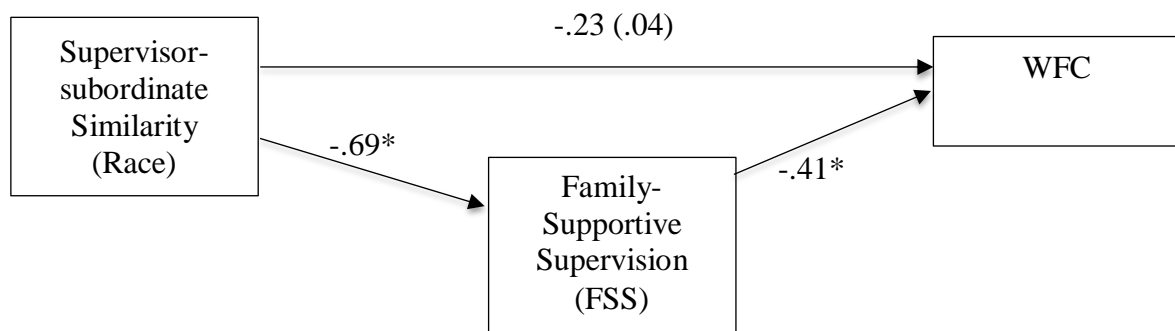 -.23 (.04)
Supervisor-
subordinate
Similarity
(Race)
WFC
-.69*
-.41*
Family-
Supportive
Supervision
(FSS)